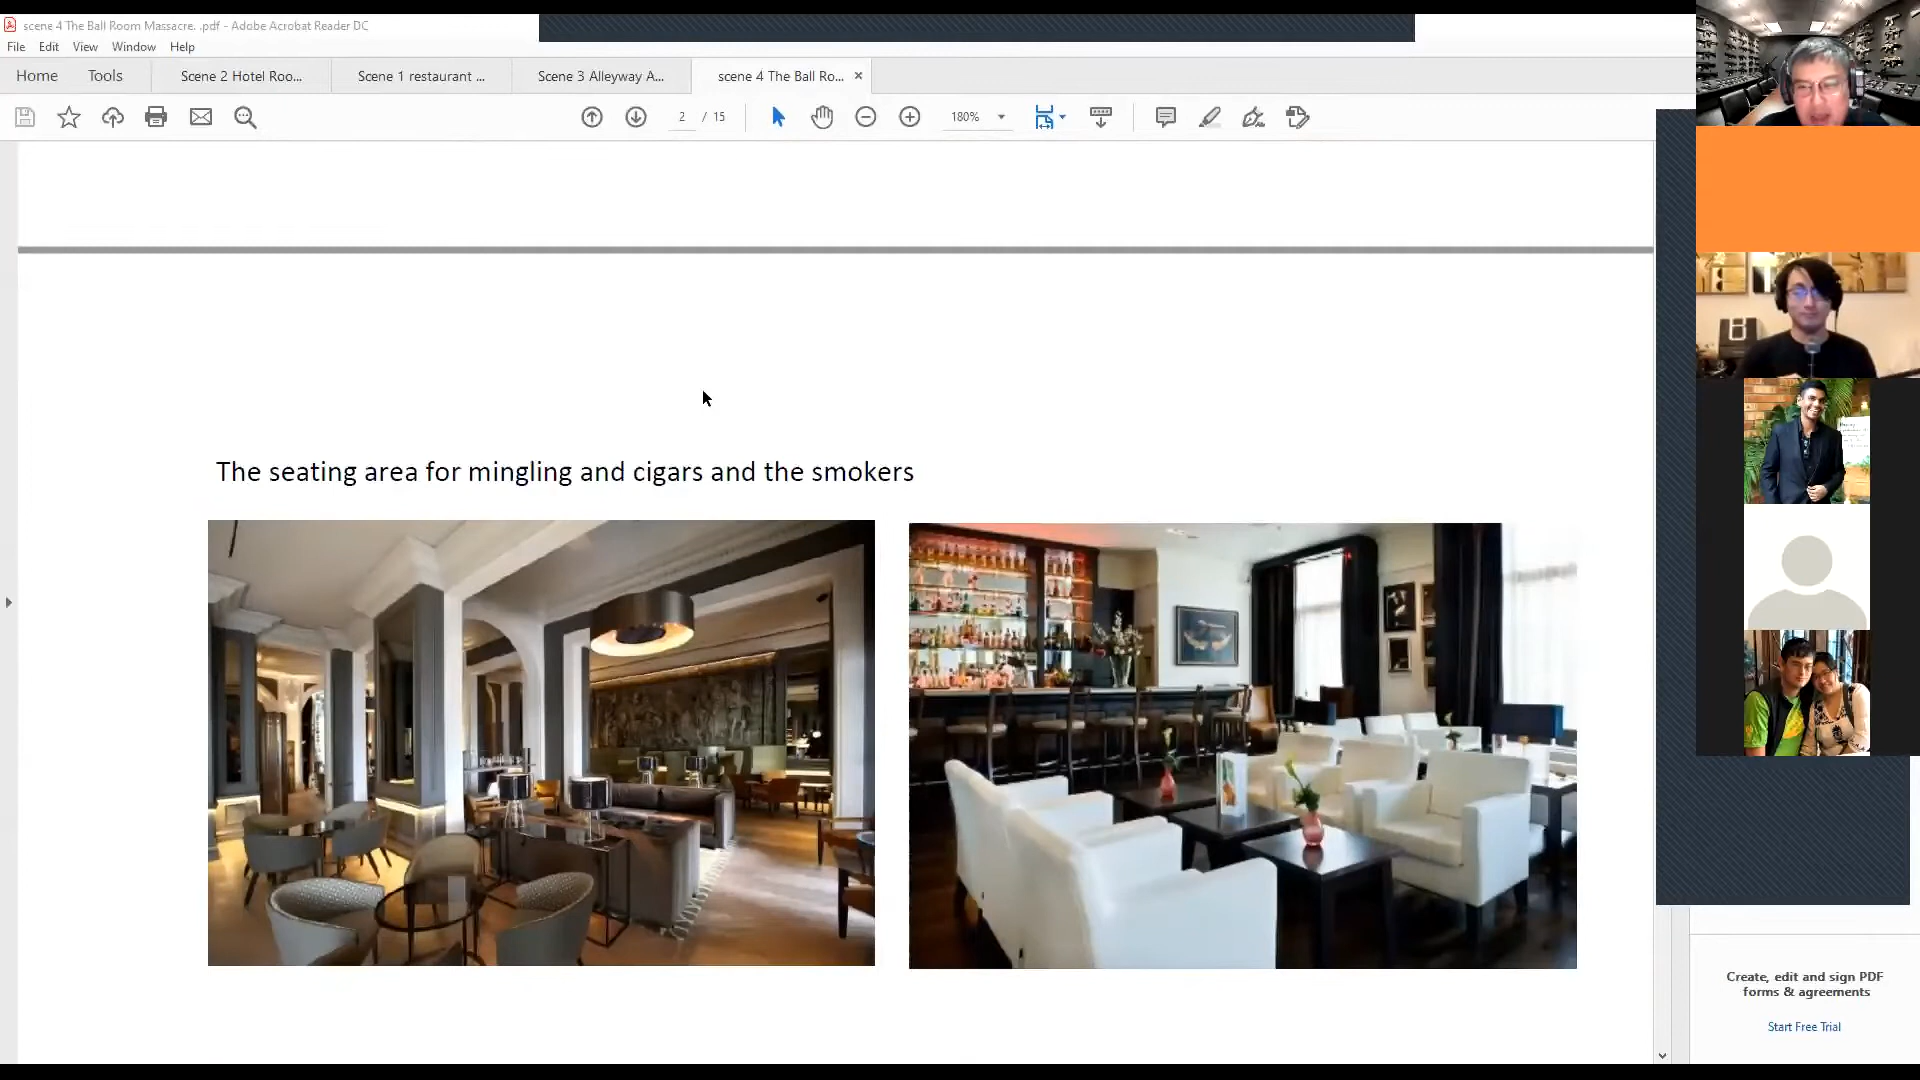 scene 4 The Ball Room Massacre. .pdf - Adobe Acrobat Reader DC
File Edit View Window Help
Home Tools Scene 2 Hotel Roo... Scene 1 restaurant ... Scene 3 Alleyway A... scene 4 The Ball Ro... ×
2 / 15 180%
The seating area for mingling and cigars and the smokers
Create, edit and sign PDF
forms & agreements
Start Free Trial